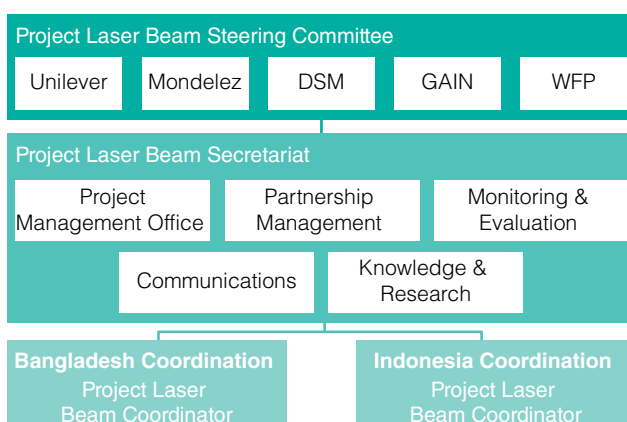 Project Laser Beam Steering Committee
Unilever Mondelez DSM GAIN WFP
Project Laser Beam Secretariat
Project
Management Office
Partnership
Management
Monitoring &
Evaluation
Communications
Knowledge &
Research
Bangladesh Coordination
Project Laser
Beam Coordinator
Indonesia Coordination
Project Laser
Beam Coordinator